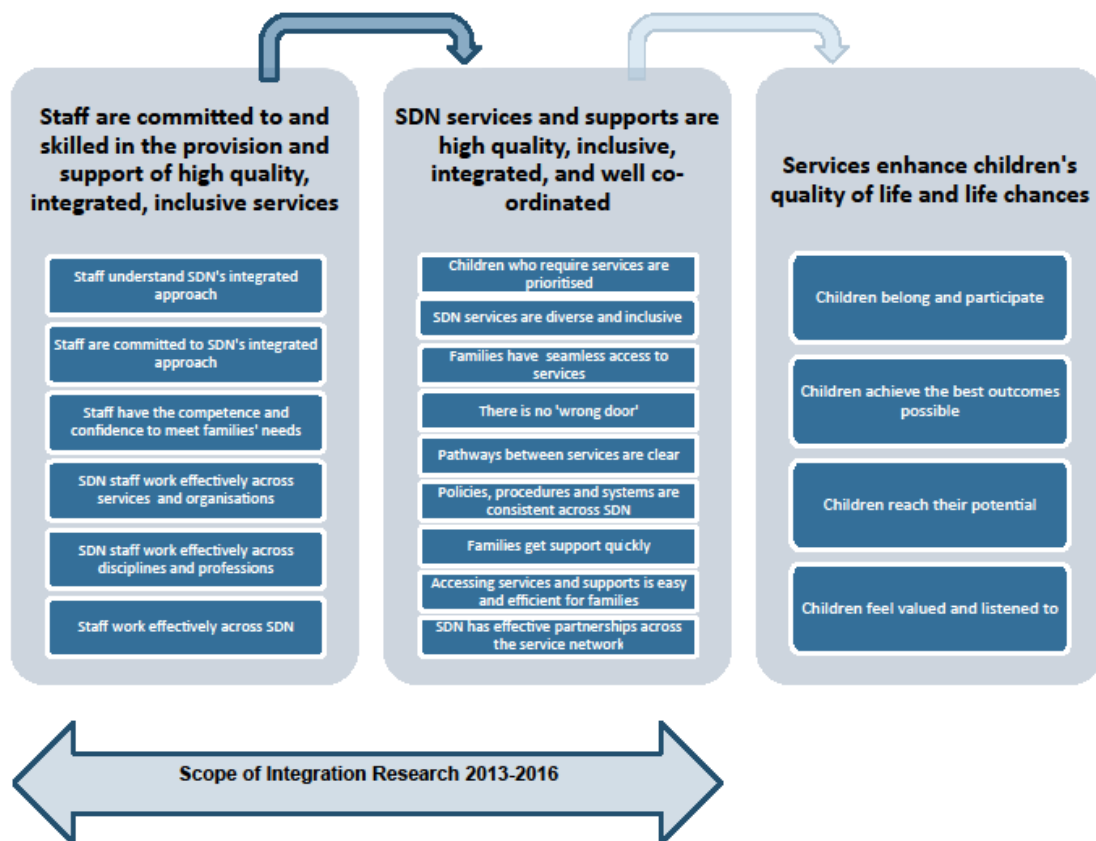 Staff are committed to and
skilled in the provision and
support of high quality,
integrated, inclusive services
Staff understand SDN's integrated
approach
Staff are committed to SDN's integrated
approach
Staff have the competence and
confidence to meet families' needs
SDN staff work effectively across
services and organisations
SDN staff work effectively across
disciplines and professions
Staff work effectively across SDN
SDN services and supports are
high quality, inclusive,
integrated, and well co-
ordinated
Children who require services are
prioritised
SDN services are diverse and inclusive
Families have seamless access to
services
There is no 'wrong door'
Pathways between services are clear
Policies, procedures and systems are
consistent across SDN
Families get support quickly
Accessing services and supports is easy
and efficient for families
SDN has effective partnerships across
the service network
Services enhance children's
quality of life and life chances
Children belong and participate
Children achieve the best outcomes
possible
Children reach their potential
Children feel valued and listened to
Scope of Integration Research 2013-2016